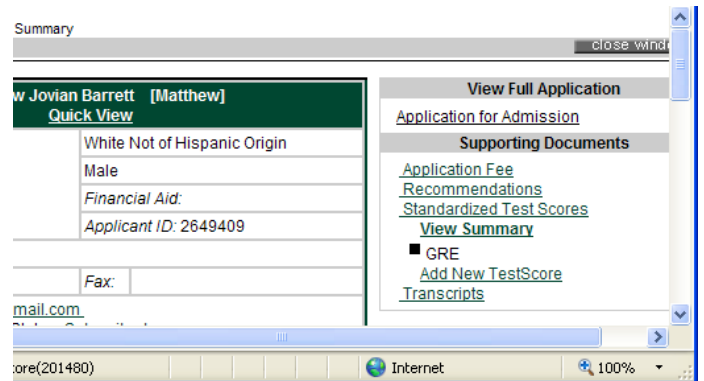 Summary
close wind
w Jovian Barrett [Matthew]
Quick View
White Not of Hispanic Origin
Male
Financial Aid:
Applicant ID: 2649409
Fax:
mail.com
View Full Application
Application for Admission
Supporting Documents
Application Fee
Recommendations
Standardized Test Scores
View Summary
GRE
Add New TestScore
Transcripts
ore(201480)
Internet
100%